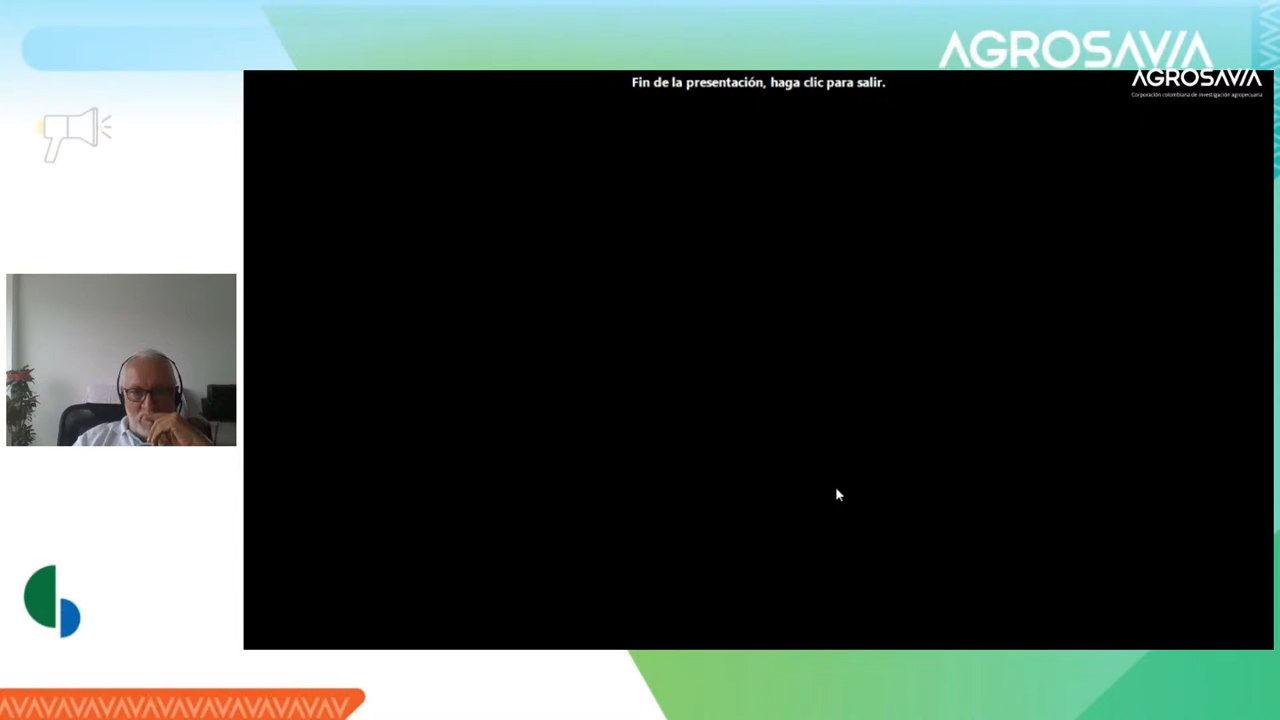 AGROSAVIA
Fin de la presentación, haga clic para salir.
AGROSAVIA
Corporación colombiana de investigación agropecuaria